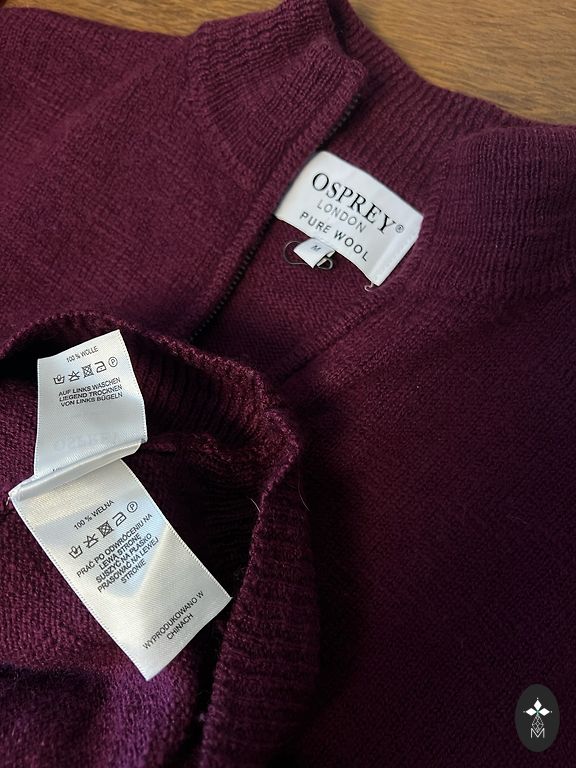 OSPREY®
LONDON
PURE WOOL
M
100 % WOLLE
P
AUF LINKS WASCHEN
LIEGEND TROCKNEN
VON LINKS BÜGELN
100 % WEŁNA
P
PRAĆ PO ODWRÓCENIU NA
LEWĄ STRONĘ
SUSZYĆ NA PŁASKO
PRASOWAĆ NA LEWEJ
STRONIE
WYPRODUKOWANO W
CHINACH
M